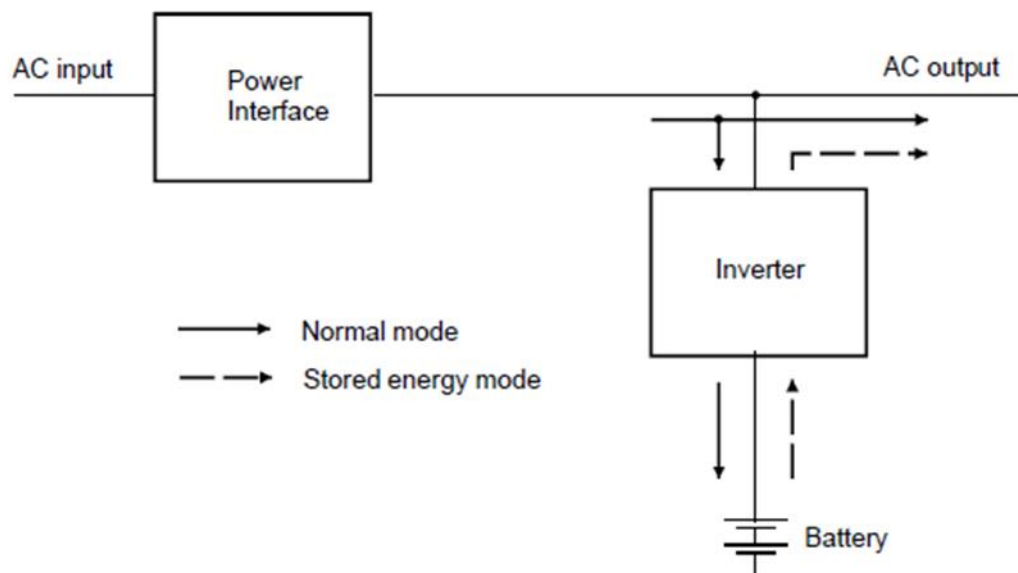 AC input
Power
Interface
AC output
Inverter
Normal mode
Stored energy mode
Battery